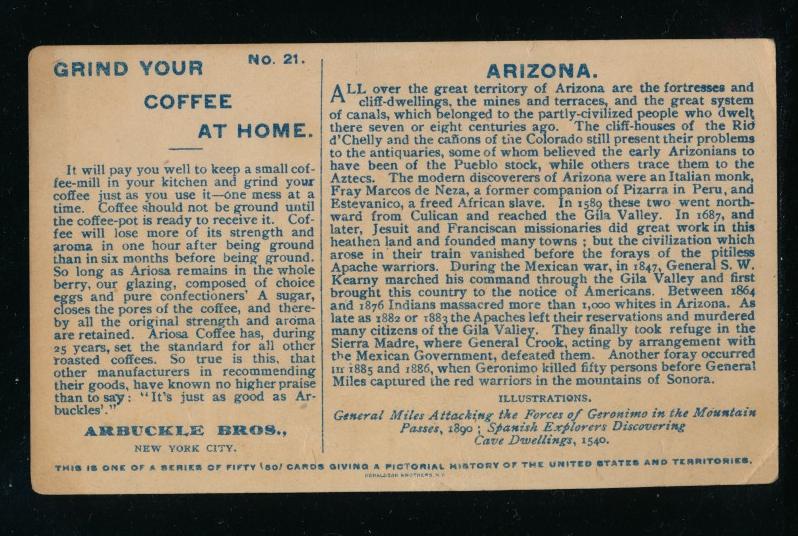 GRIND YOUR
No. 21.
COFFEE
AT HOME.
It will pay you well to keep a small cof-
fee-mill in your kitchen and grind your
coffee just as you use it—one mess at a
time. Coffee should not be ground until
the coffee-pot is ready to receive it. Cof-
fee will lose more of its strength and
aroma in one hour after being ground
than in six months before being ground.
So long as Ariosa remains in the whole
berry, our glazing, composed of choice
eggs and pure confectioners' A sugar,
closes the pores of the coffee, and there-
by all the original strength and aroma
are retained. Ariosa Coffee has, during
25 years, set the standard for all other
roasted coffees. So true is this, that
other manufacturers in recommending
their goods, have known no higher praise
than to say: "It's just as good as Ar-
buckles'."
ARBUCKLE BROS.,
NEW YORK CITY.
ARIZONA.
ALL over the great territory of Arizona are the fortresses and
cliff-dwellings, the mines and terraces, and the great system
of canals, which belonged to the partly-civilized people who dwelt
there seven or eight centuries ago. The cliff-houses of the Rio
d'Chelly and the cañons of the Colorado still present their problems
to the antiquaries, some of whom believed the early Arizonians to
have been of the Pueblo stock, while others trace them to the
Aztecs. The modern discoverers of Arizona were an Italian monk,
Fray Marcos de Neza, a former companion of Pizarra in Peru, and
Estevanico, a freed African slave. In 1589 these two went north-
ward from Culican and reached the Gila Valley. In 1687, and
later, Jesuit and Franciscan missionaries did great work in this
heathen land and founded many towns; but the civilization which
arose in their train vanished before the forays of the pitiless
Apache warriors. During the Mexican war, in 1847, General S. W.
Kearny marched his command through the Gila Valley and first
brought this country to the notice of Americans. Between 1864
and 1876 Indians massacred more than 1,000 whites in Arizona. As
late as 1882 or 1883 the Apaches left their reservations and murdered
many citizens of the Gila Valley. They finally took refuge in the
Sierra Madre, where General Crook, acting by arrangement with
the Mexican Government, defeated them. Another foray occurred
in 1885 and 1886, when Geronimo killed fifty persons before General
Miles captured the red warriors in the mountains of Sonora.
ILLUSTRATIONS.
General Miles Attacking the Forces of Geronimo in the Mountain
Passes, 1890; Spanish Explorers Discovering
Cave Dwellings, 1540.
THIS IS ONE OF A SERIES OF FIFTY (50) CARDS GIVING A PICTORIAL HISTORY OF THE UNITED STATES AND TERRITORIES.
DONALDSON BROTHERS, N.Y.